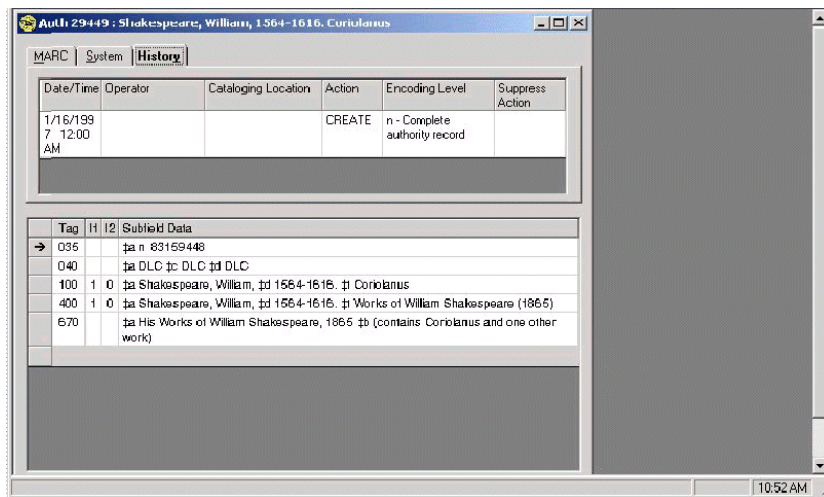 Auth 29449 : Shakespeare, William, 1564-1616. Coriolanus
MARC System History
Date/Time Operator Cataloging Location Action Encoding Level Suppress
Action
1/16/199 CREATE n - Complete
7 12:00 authority record
AM
Tag I1 I2 Subfield Data
035 ‡a n 83159448
040 ‡a DLC ‡c DLC ‡d DLC
100 1 0 ‡a Shakespeare, William, ‡d 1564-1616. ‡t Coriolanus
400 1 0 ‡a Shakespeare, William, ‡d 1564-1616. ‡t Works of William Shakespeare (1865)
670 ‡a His Works of William Shakespeare, 1865 ‡b (contains Coriolanus and one other
work)
10:52 AM